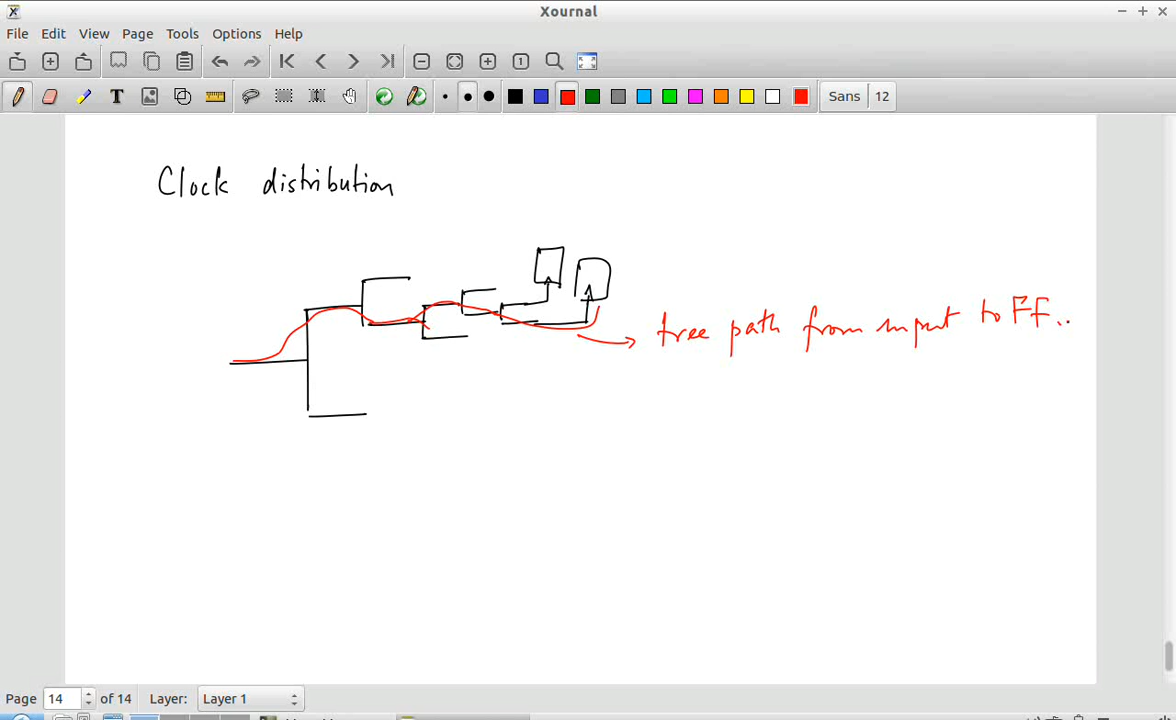 Xournal
File Edit View Page Tools Options Help
Sans 12
Clock distribution
tree path from input to FF..
Page 14 of 14 Layer: Layer 1